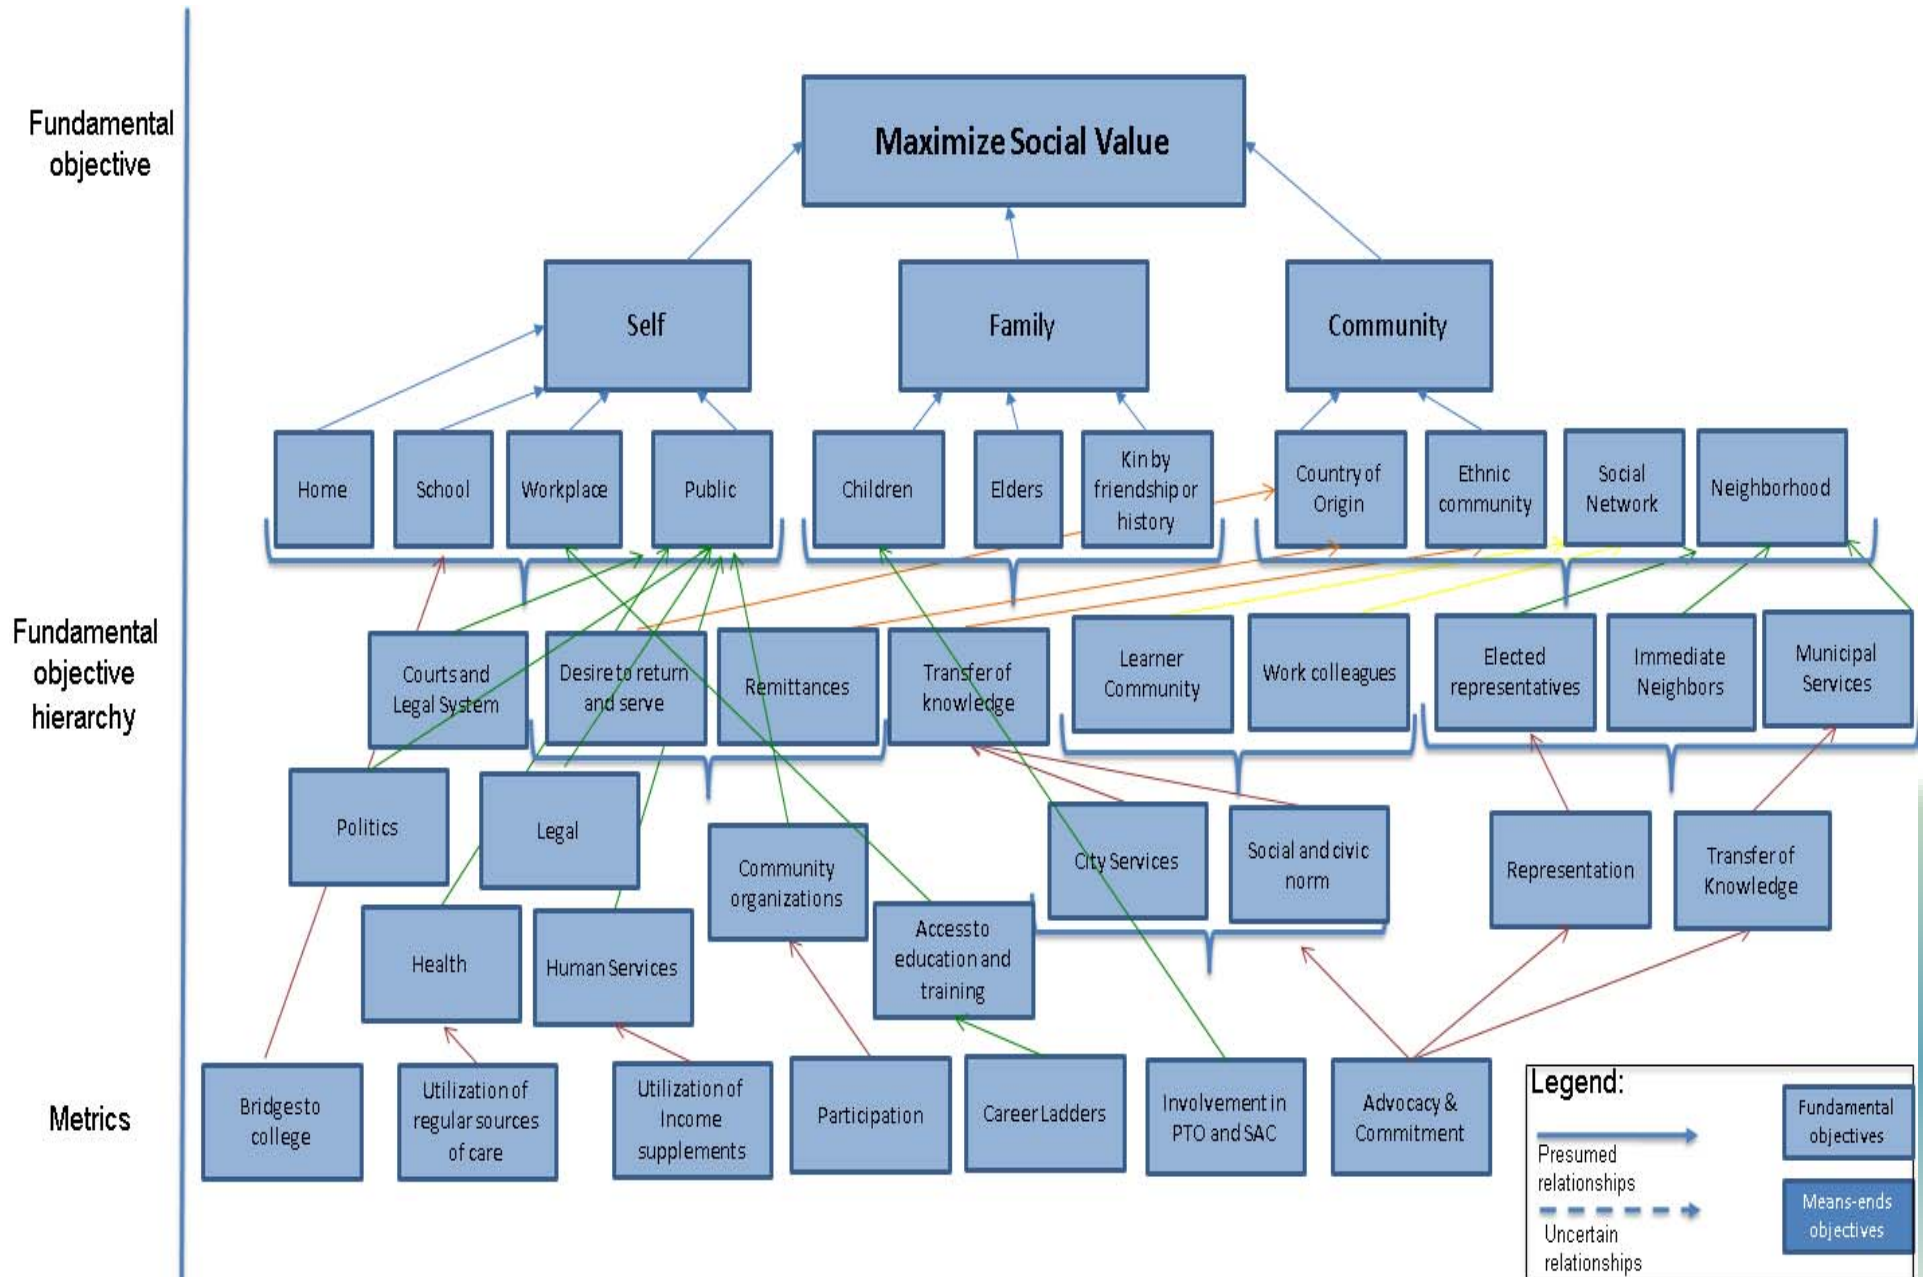 Fundamental
objective
Maximize Social Value
Self
Family
Community
Home
School
Workplace
Public
Children
Elders
Kin by
friendship or
history
Country of
Origin
Ethnic
community
Social
Network
Neighborhood
Fundamental
objective
hierarchy
Courts and
Legal System
Desire to return
and serve
Remittances
Transfer of
knowledge
Learner
Community
Work colleagues
Elected
representatives
Immediate
Neighbors
Municipal
Services
Politics
Legal
Community
organizations
City Services
Social and civic
norm
Representation
Transfer of
Knowledge
Health
Human Services
Access to
education and
training
Metrics
Bridges to
college
Utilization of
regular sources
of care
Utilization of
Income
supplements
Participation
Career Ladders
Involvement in
PTO and SAC
Advocacy &
Commitment
Legend:
Presumed
relationships
Uncertain
relationships
Fundamental
objectives
Means-ends
objectives